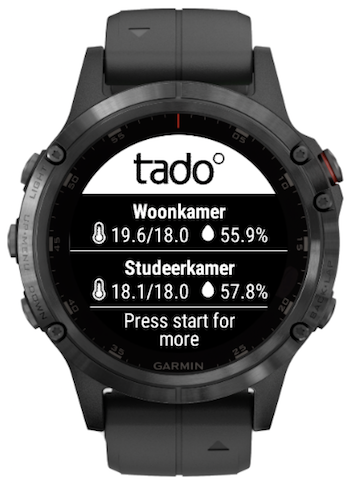 tado°
Woonkamer
19.6/18.0 55.9%
Studeerkamer
18.1/18.0 57.8%
Press start for
more
GARMIN
LIGHT